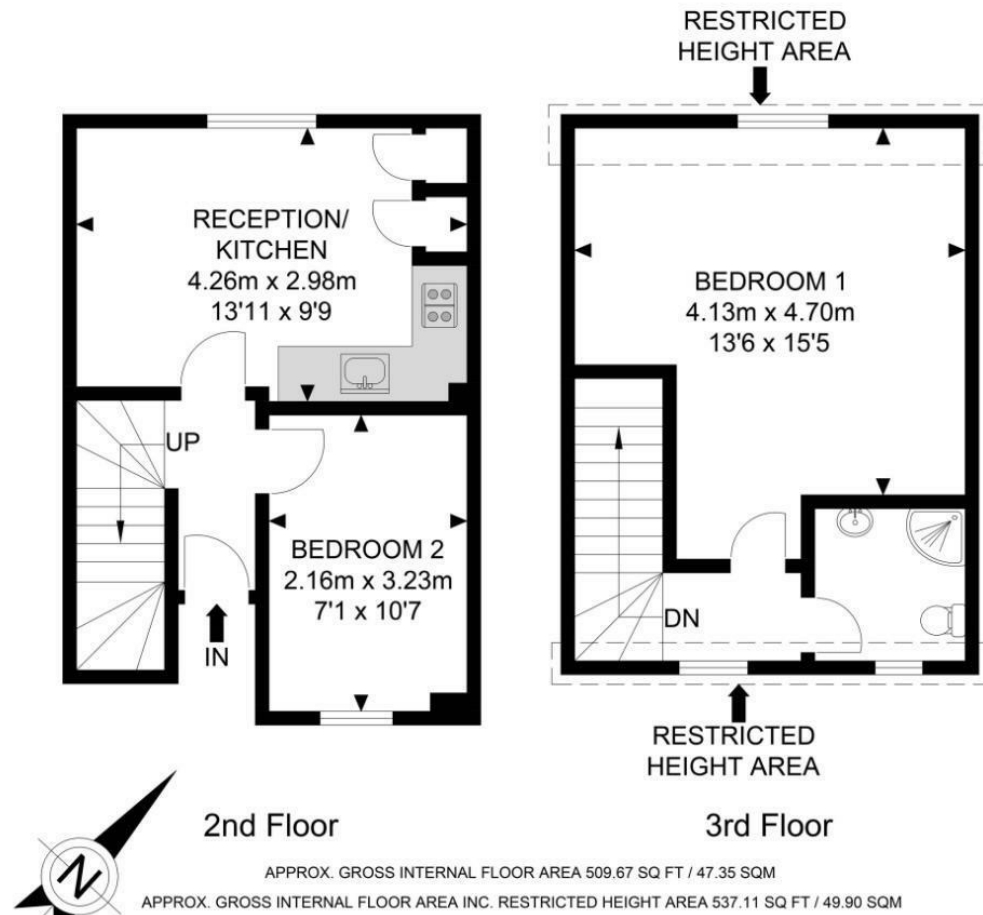 RESTRICTED
HEIGHT AREA
RECEPTION/
KITCHEN
4.26m x 2.98m
13'11 x 9'9
UP
BEDROOM 2
2.16m x 3.23m
7'1 x 10'7
IN
BEDROOM 1
4.13m x 4.70m
13'6 x 15'5
DN
RESTRICTED
HEIGHT AREA
2nd Floor
3rd Floor
N
APPROX. GROSS INTERNAL FLOOR AREA 509.67 SQ FT / 47.35 SQM
APPROX. GROSS INTERNAL FLOOR AREA INC. RESTRICTED HEIGHT AREA 537.11 SQ FT / 49.90 SQM